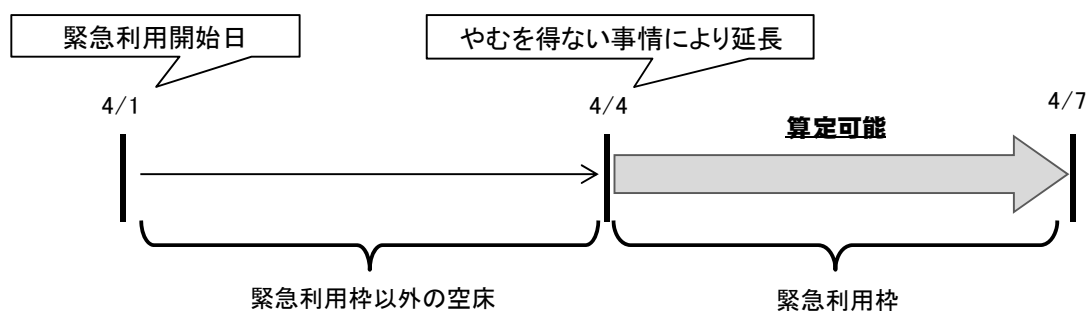 緊急利用開始日
やむを得ない事情により延長
4/1
4/4
4/7
算定可能
緊急利用枠以外の空床
緊急利用枠